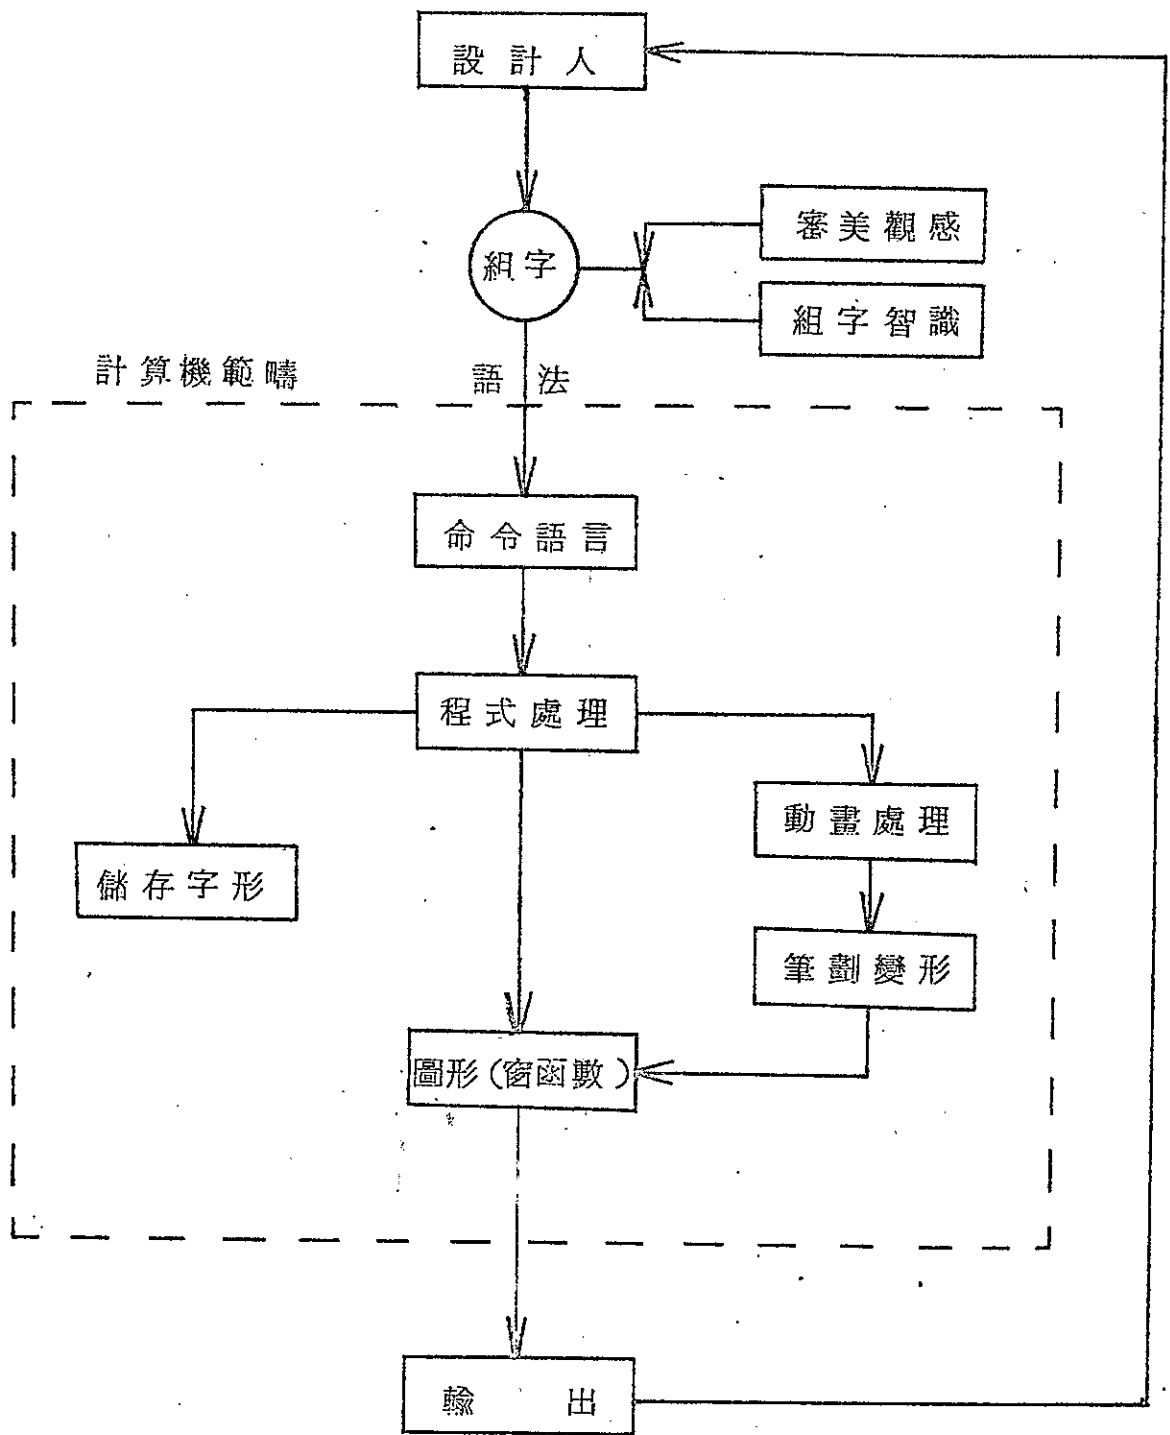 設計人
組字
審美觀感
組字智識
計算機範疇
語法
命令語言
程式處理
動畫處理
儲存字形
筆劃變形
圖形(窗函數)
輸出